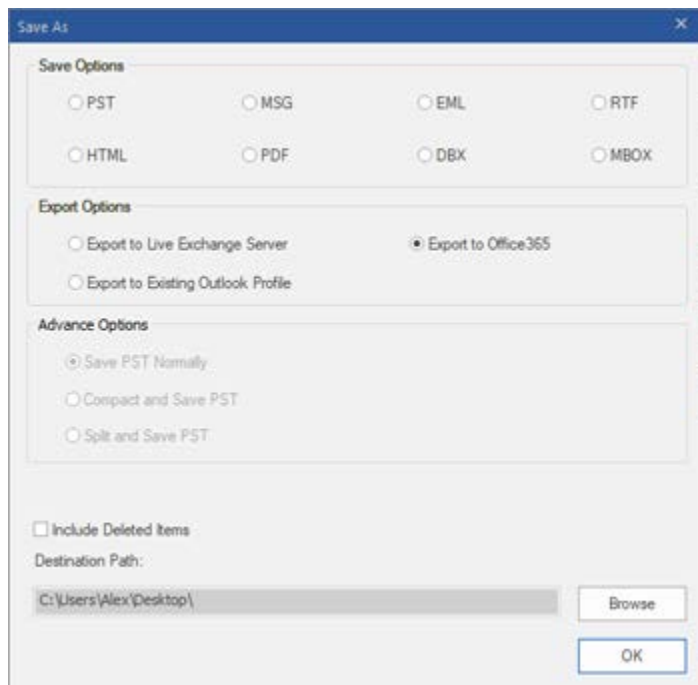 Save As
Save Options
PST MSG EML RTF
HTML PDF DBX MBOX
Export Options
Export to Live Exchange Server Export to Office365
Export to Existing Outlook Profile
Advance Options
Save PST Normally
Compact and Save PST
Split and Save PST
Include Deleted Items
Destination Path:
C:\Users\Alex\Desktop\ Browse
OK